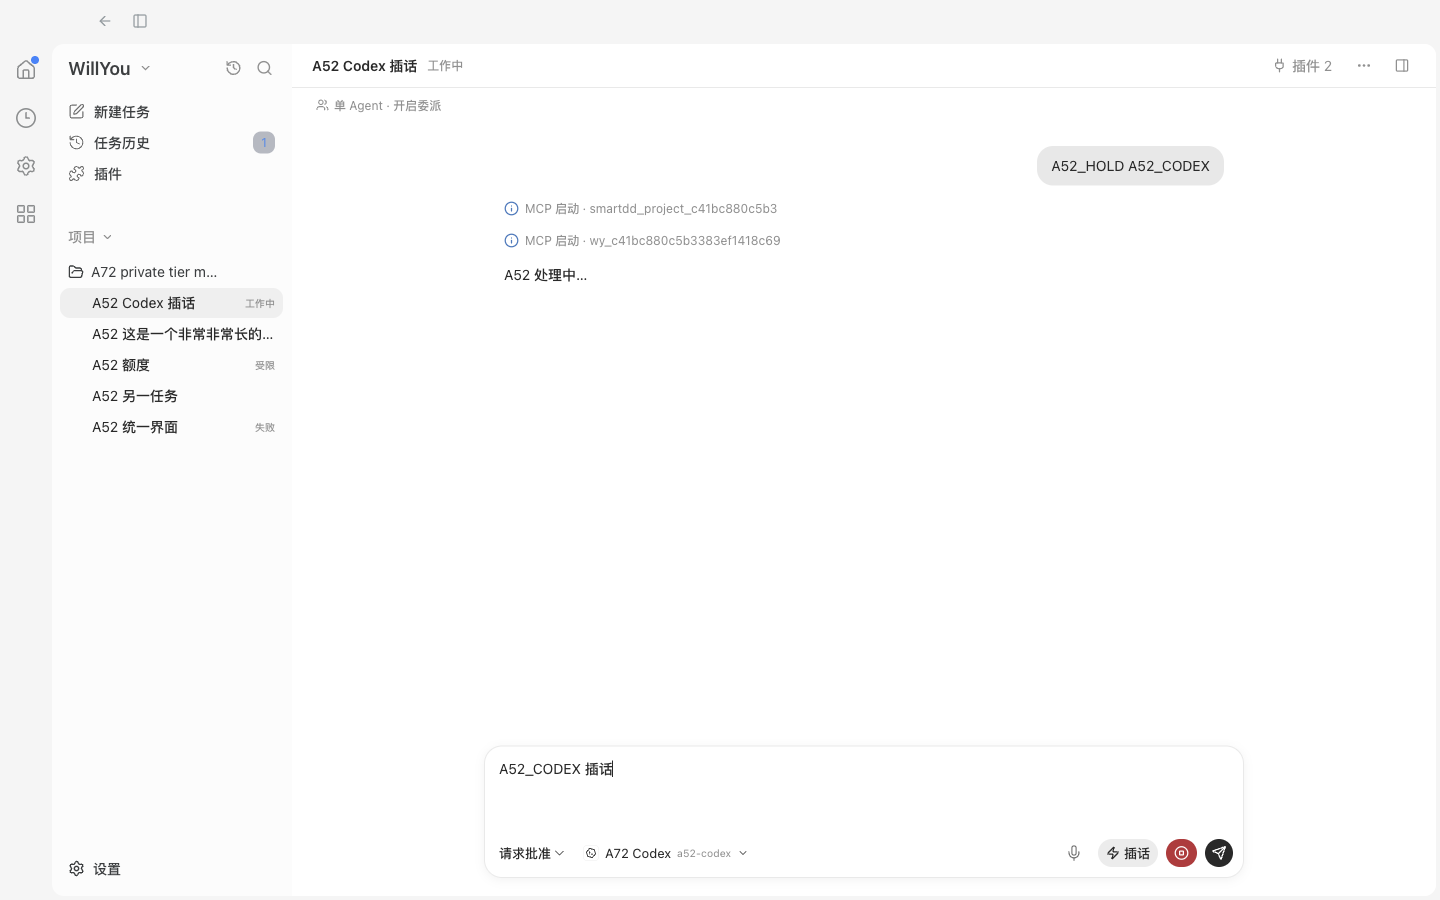 WillYou
新建任务
任务历史 1
插件
项目
A72 private tier m...
A52 Codex 插话 工作中
A52 这是一个非常非常长的...
A52 额度 受限
A52 另一任务
A52 统一界面 失败
设置
A52 Codex 插话 工作中
插件 2
单 Agent · 开启委派
A52_HOLD A52_CODEX
MCP 启动 · smartdd_project_c41bc880c5b3
MCP 启动 · wy_c41bc880c5b3383ef1418c69
A52 处理中...
A52_CODEX 插话
请求批准 A72 Codex a52-codex 插话